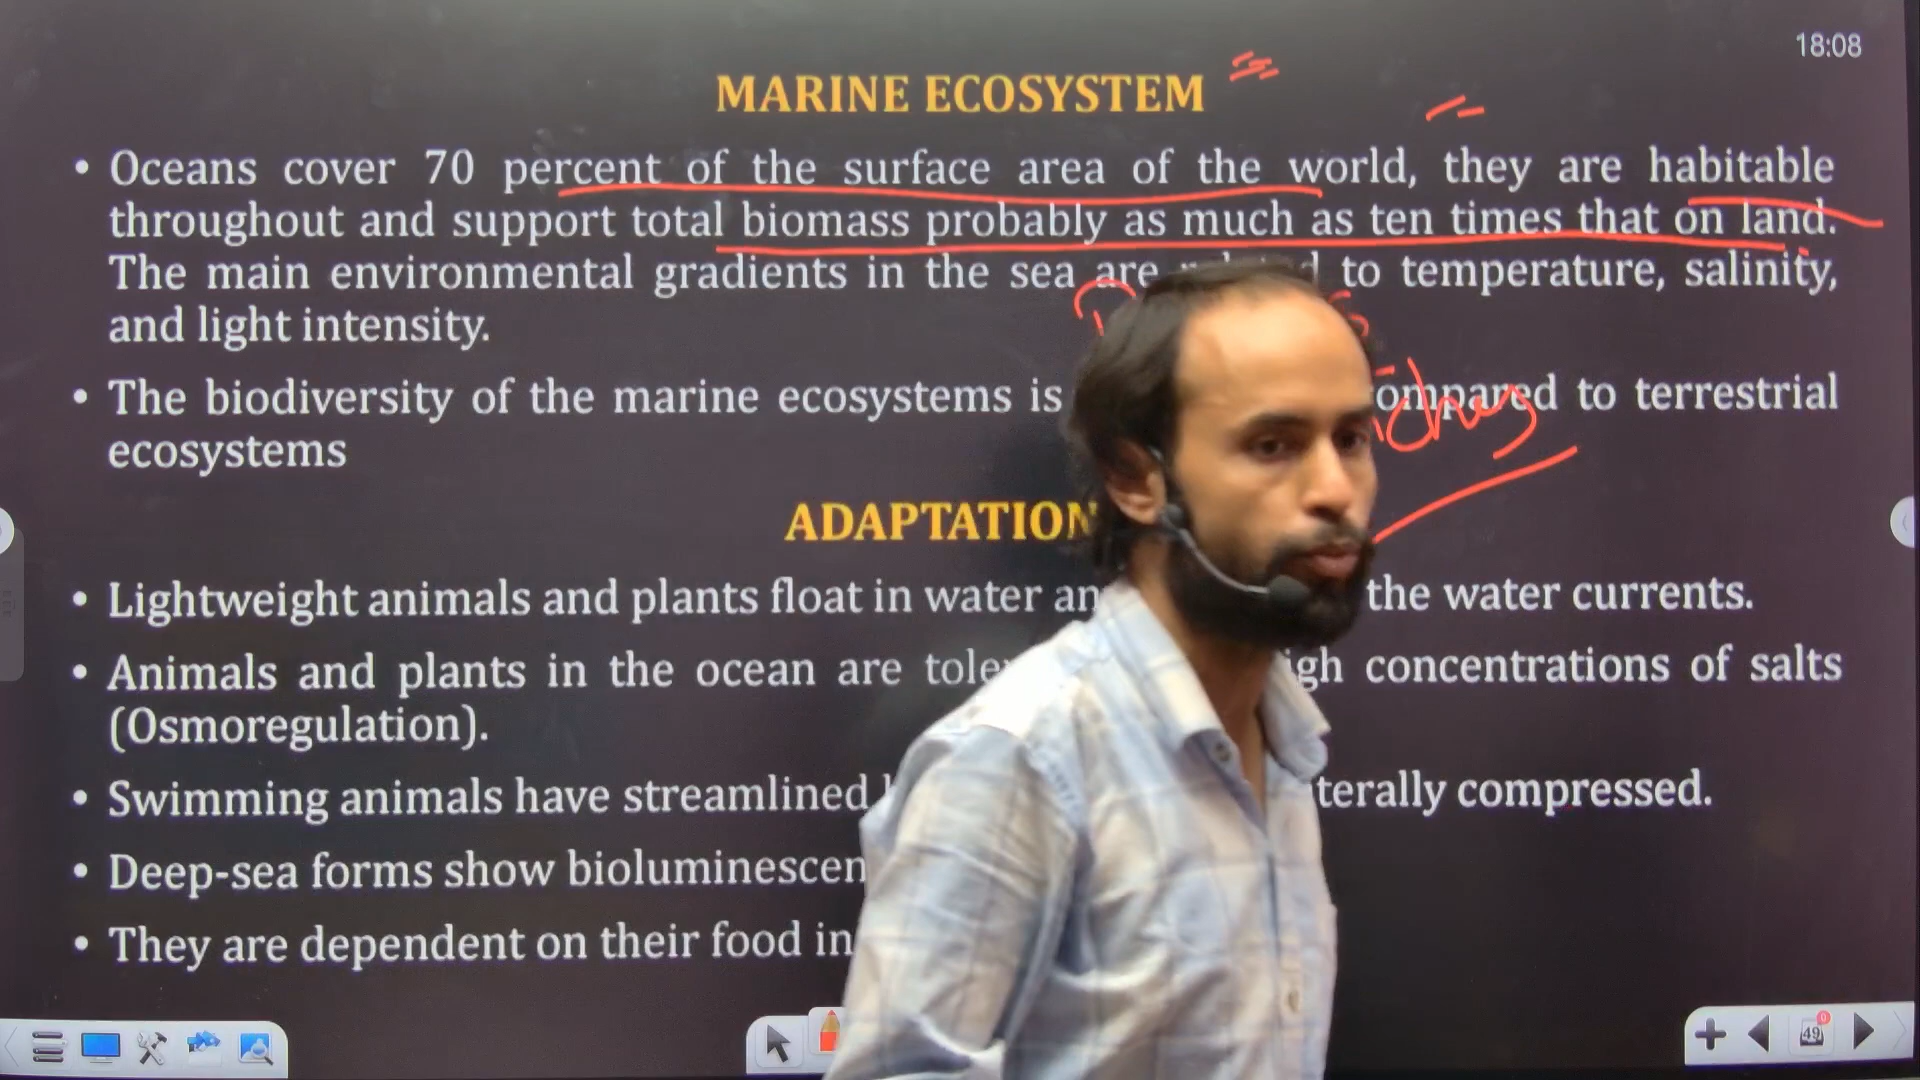 18:08
MARINE ECOSYSTEM
• Oceans cover 70 percent of the surface area of the world, they are habitable
throughout and support total biomass probably as much as ten times that on land.
The main environmental gradients in the sea are to temperature, salinity,
and light intensity.
• The biodiversity of the marine ecosystems is compared to terrestrial
ecosystems
ADAPTATION
• Lightweight animals and plants float in water the water currents.
• Animals and plants in the ocean are concentrations of salts
(Osmoregulation).
• Swimming animals have streamlined compressed.
• Deep-sea forms show
• They are dependent on their food in
49
0